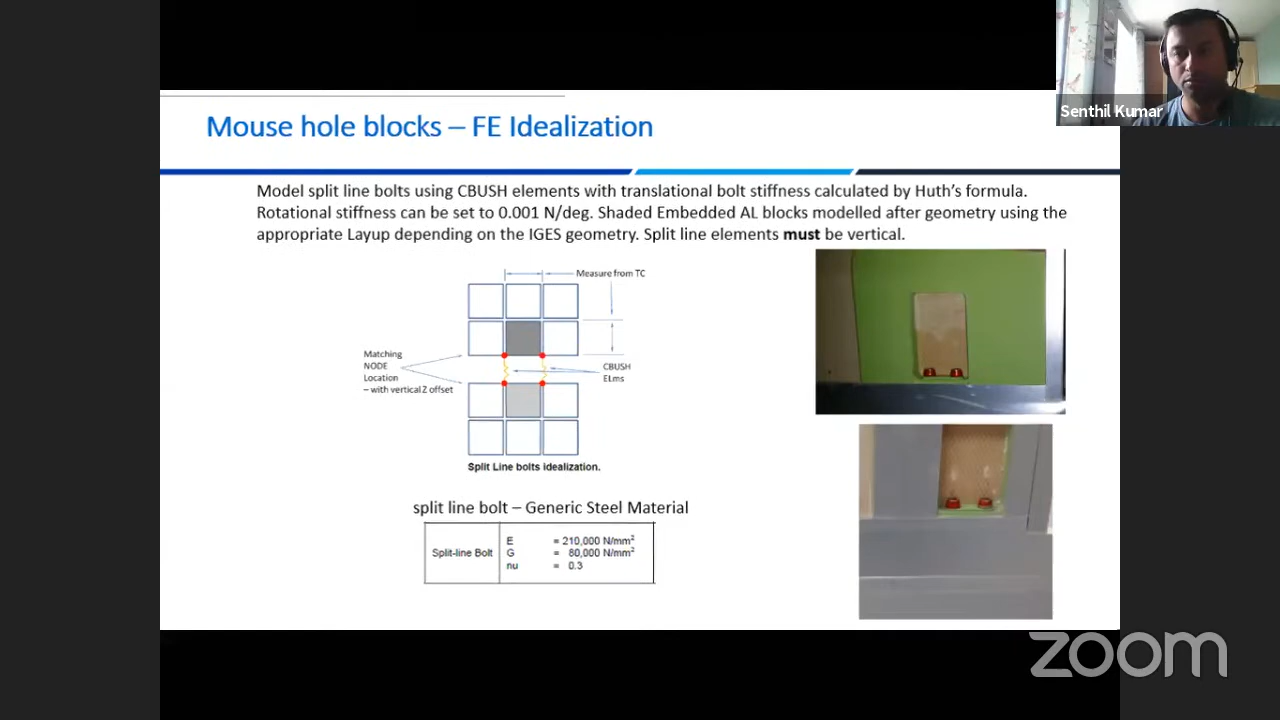 Senthil Kumar
Mouse hole blocks – FE Idealization
Model split line bolts using CBUSH elements with translational bolt stiffness calculated by Huth's formula.
Rotational stiffness can be set to 0.001 N/deg. Shaded Embedded AL blocks modelled after geometry using the
appropriate Layup depending on the IGES geometry. Split line elements must be vertical.
Measure from TC
Matching
NODE
Location
– with vertical Z offset
CBUSH
ELms
Split Line bolts idealization.
split line bolt – Generic Steel Material
Split-line Bolt
E = 210,000 N/mm²
G = 80,000 N/mm²
nu = 0.3
zoom